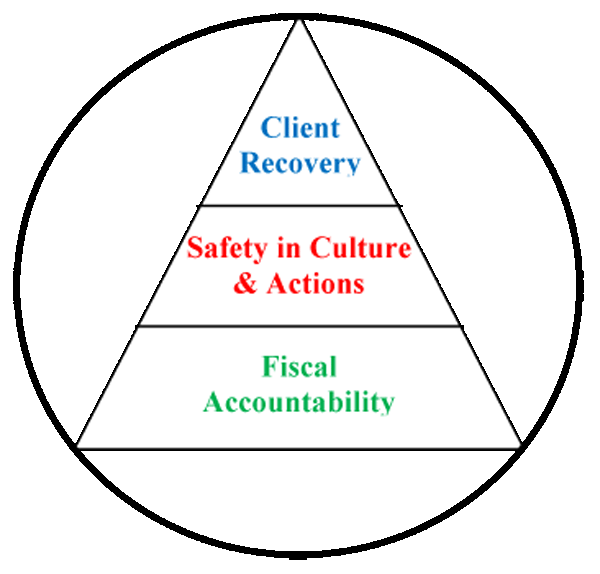 Client
Recovery
Safety in Culture
& Actions
Fiscal
Accountability